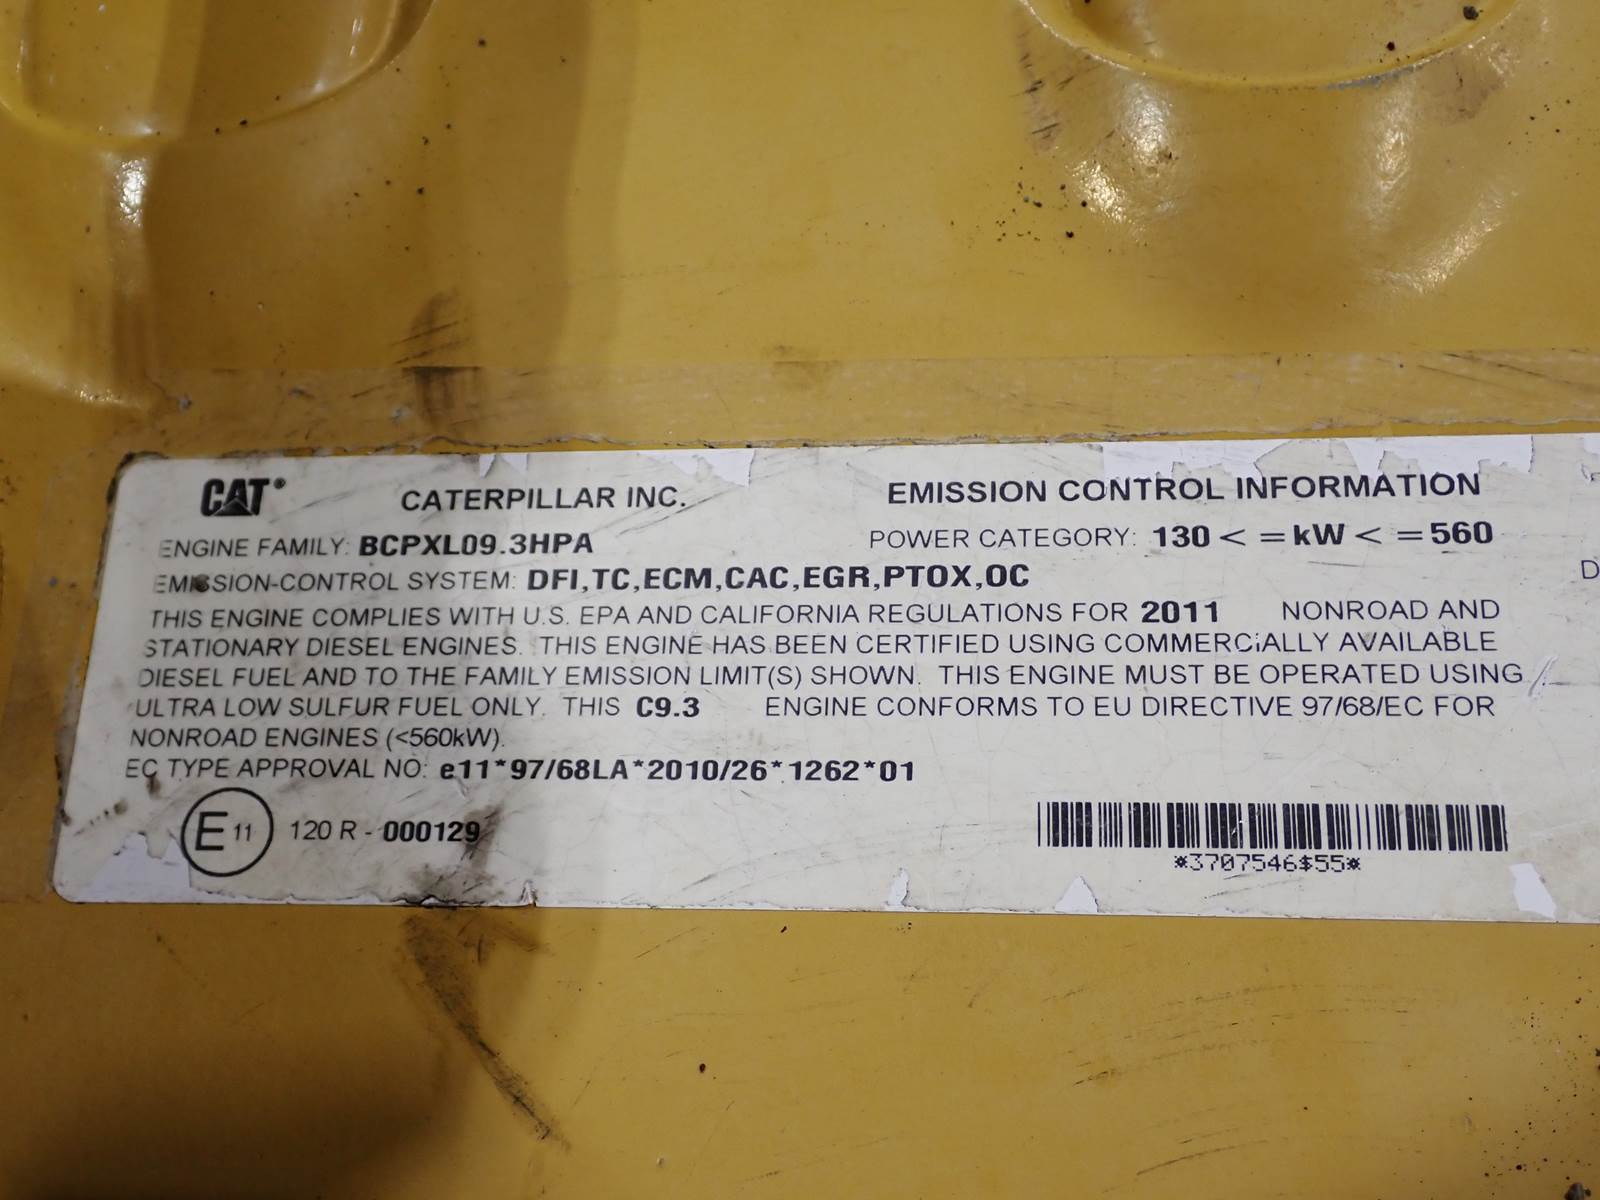 CAT® CATERPILLAR INC. EMISSION CONTROL INFORMATION
ENGINE FAMILY: BCPXL09.3HPA POWER CATEGORY: 130 < = kW < = 560
EMISSION-CONTROL SYSTEM: DFI,TC,ECM,CAC,EGR,PTOX,OC D
THIS ENGINE COMPLIES WITH U.S. EPA AND CALIFORNIA REGULATIONS FOR 2011 NONROAD AND
STATIONARY DIESEL ENGINES. THIS ENGINE HAS BEEN CERTIFIED USING COMMERCIALLY AVAILABLE
DIESEL FUEL AND TO THE FAMILY EMISSION LIMIT(S) SHOWN. THIS ENGINE MUST BE OPERATED USING
ULTRA LOW SULFUR FUEL ONLY. THIS C9.3 ENGINE CONFORMS TO EU DIRECTIVE 97/68/EC FOR
NONROAD ENGINES (<560kW).
EC TYPE APPROVAL NO: e11*97/68LA*2010/26*1262*01
E 11 120 R - 000129
*3707546$55*